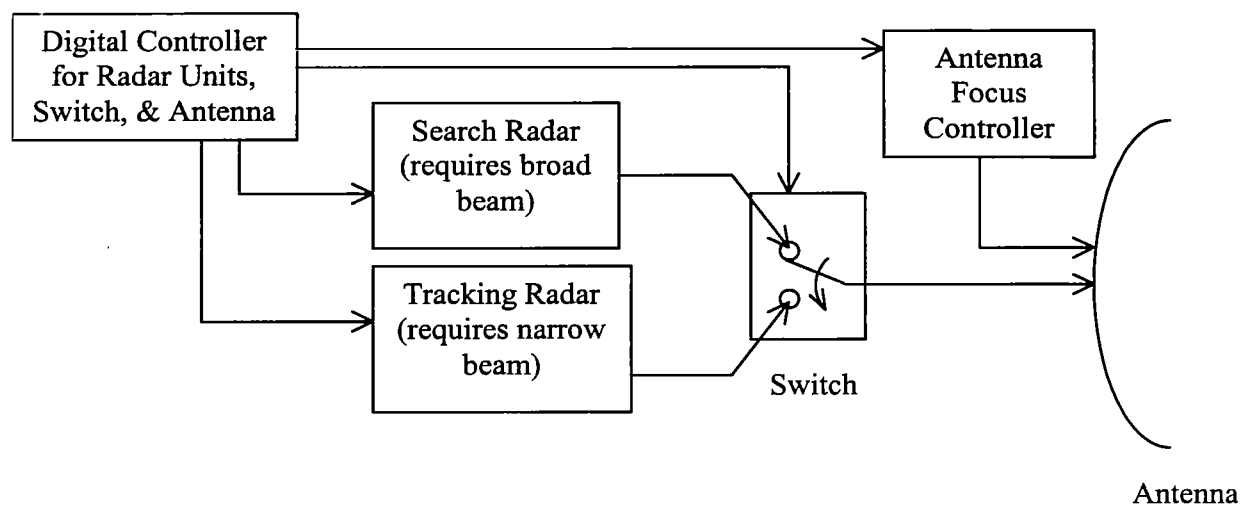 Digital Controller
for Radar Units,
Switch, & Antenna
Antenna
Focus
Controller
Search Radar
(requires broad
beam)
Tracking Radar
(requires narrow
beam)
Switch
Antenna